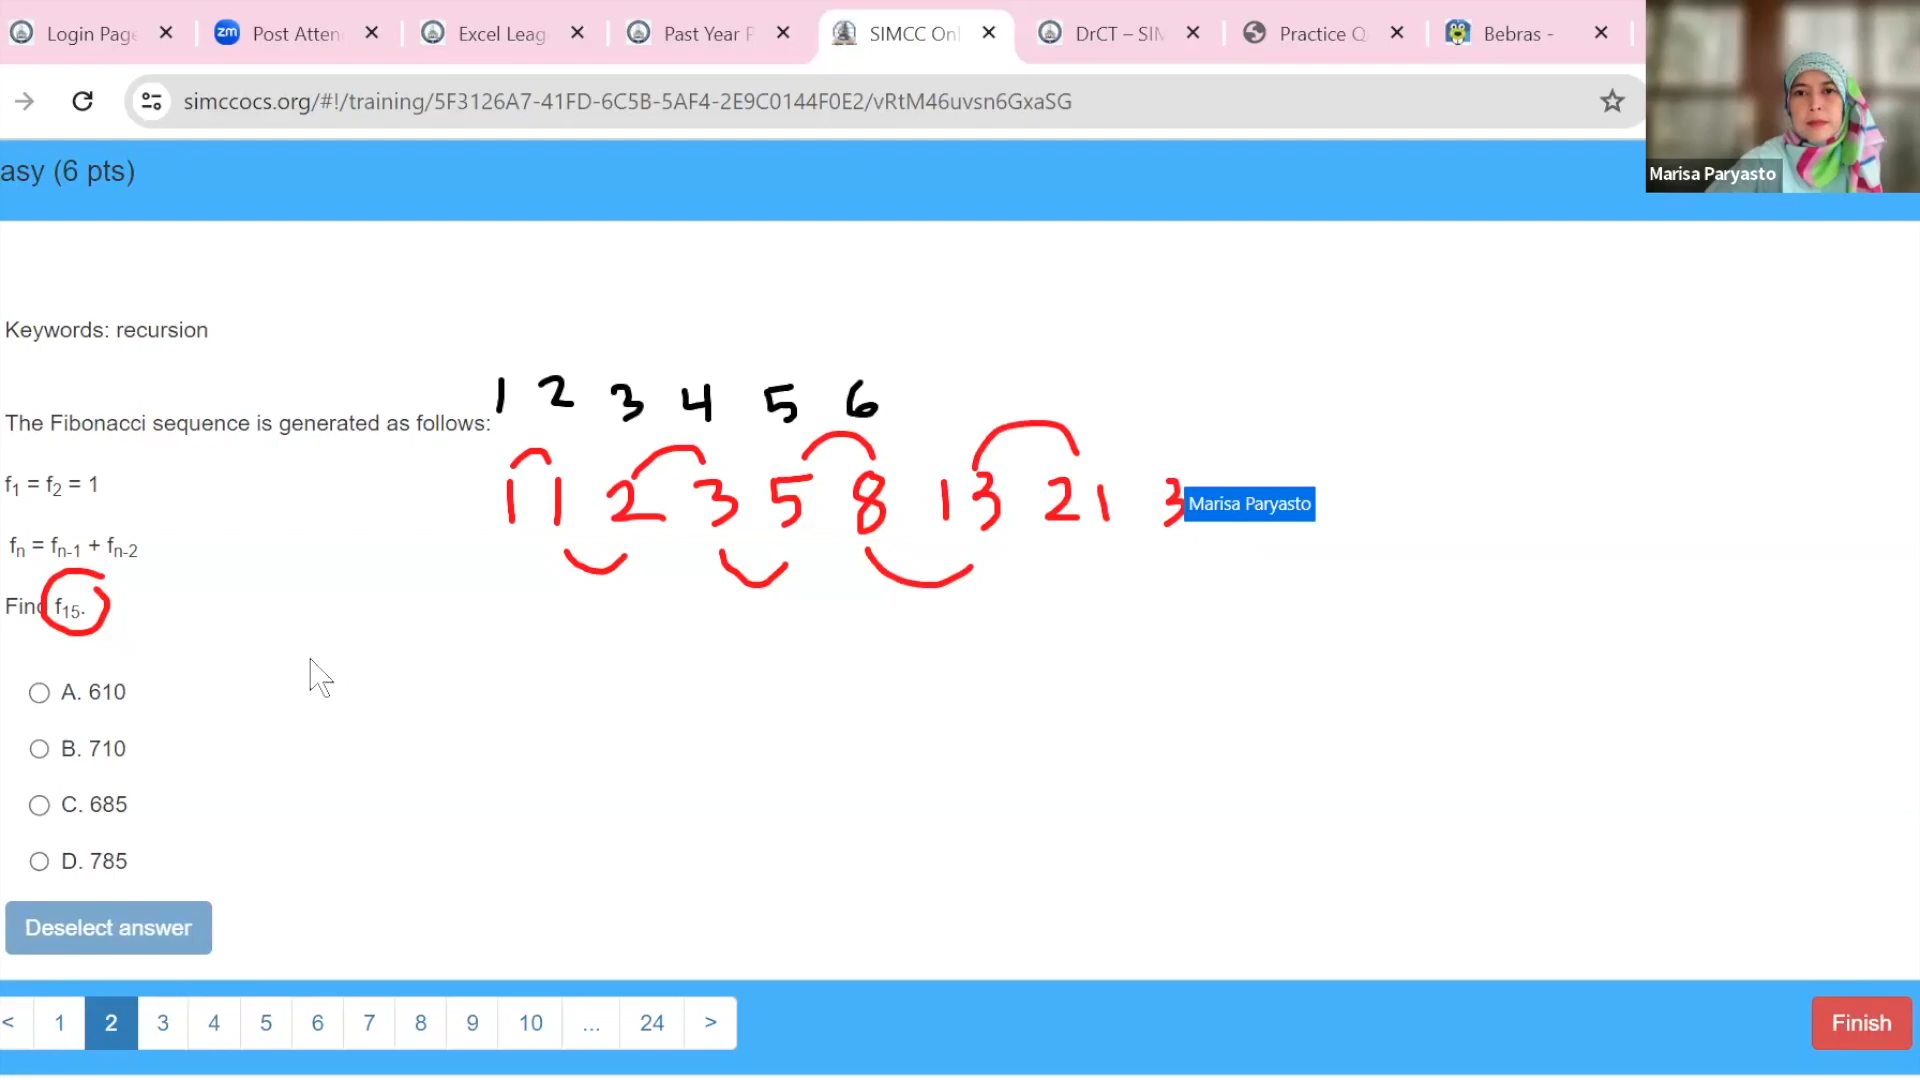 Login Page
Post Atten
Excel Leag
Past Year P
SIMCC Onl
DrCT – SIM
Practice Q
Bebras -
simccocs.org/#!/training/5F3126A7-41FD-6C5B-5AF4-2E9C0144F0E2/vRtM46uvsn6GxaSG
zm
Marisa Paryasto
asy (6 pts)
Keywords: recursion
1 2 3 4 5 6
The Fibonacci sequence is generated as follows:
1 1 2 3 5 8 13 21 3
Marisa Paryasto
f1 = f2 = 1
fn = fn-1 + fn-2
Find f15.
A. 610
B. 710
C. 685
D. 785
Deselect answer
< 1 2 3 4 5 6 7 8 9 10 ... 24 >
Finish